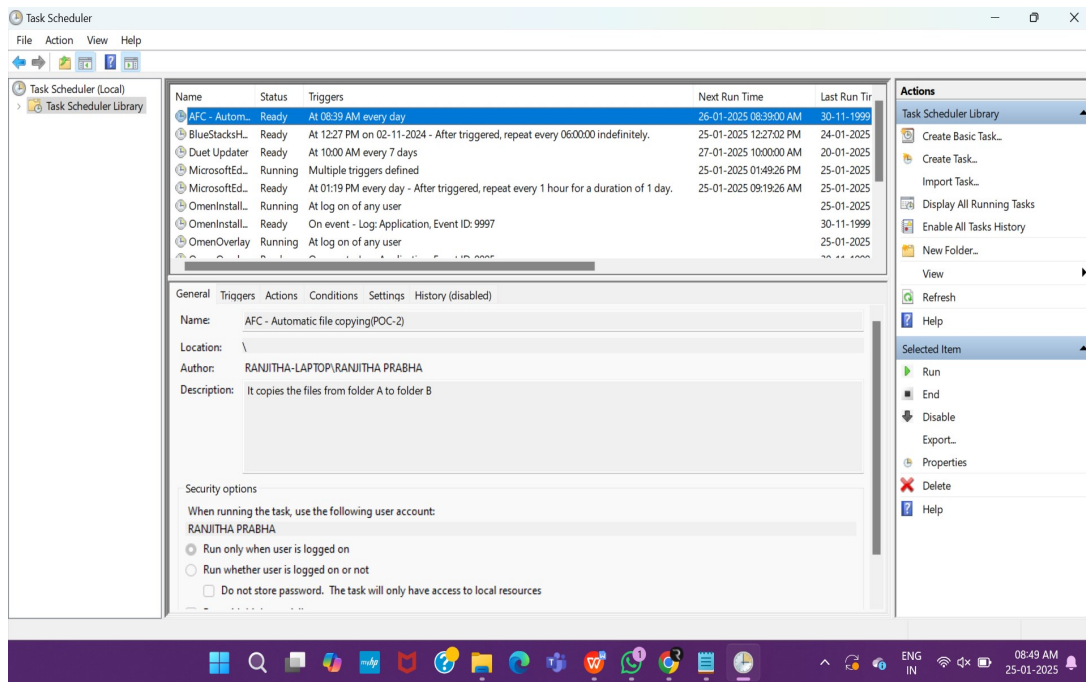 Task Scheduler
File Action View Help
Task Scheduler (Local)
Task Scheduler Library
Name Status Triggers Next Run Time Last Run Tir
AFC - Autom... Ready At 08:39 AM every day 26-01-2025 08:39:00 AM 30-11-1999
BlueStacksH... Ready At 12:27 PM on 02-11-2024 - After triggered, repeat every 06:00:00 indefinitely. 25-01-2025 12:27:02 PM 24-01-2025
Duet Updater Ready At 10:00 AM every 7 days 27-01-2025 10:00:00 AM 20-01-2025
MicrosoftEd... Running Multiple triggers defined 25-01-2025 01:49:26 PM 25-01-2025
MicrosoftEd... Ready At 01:19 PM every day - After triggered, repeat every 1 hour for a duration of 1 day. 25-01-2025 09:19:26 AM 25-01-2025
OmenInstall... Running At log on of any user 25-01-2025
OmenInstall... Ready On event - Log: Application, Event ID: 9997 30-11-1999
OmenOverlay Running At log on of any user 25-01-2025
General Triggers Actions Conditions Settings History (disabled)
Name: AFC - Automatic file copying(POC-2)
Location: \
Author: RANJITHA-LAPTOP\RANJITHA PRABHA
Description: It copies the files from folder A to folder B
Security options
When running the task, use the following user account:
RANJITHA PRABHA
Run only when user is logged on
Run whether user is logged on or not
Do not store password. The task will only have access to local resources
Actions
Task Scheduler Library
Create Basic Task...
Create Task...
Import Task...
Display All Running Tasks
Enable All Tasks History
New Folder...
View
Refresh
Help
Selected Item
Run
End
Disable
Export...
Properties
Delete
Help
myhp
1
ENG
IN
08:49 AM
25-01-2025